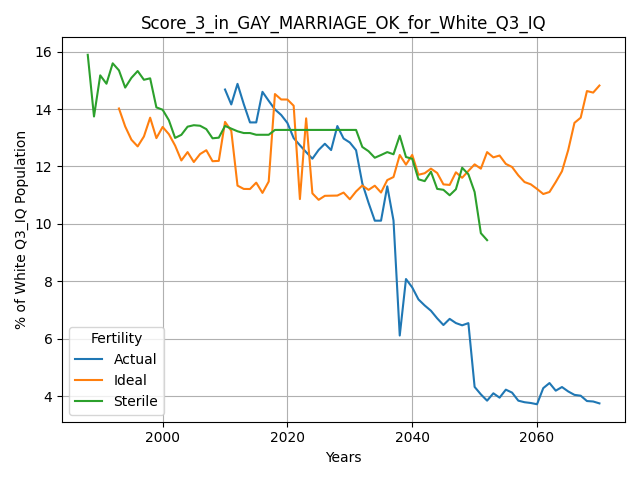 Score_3_in_GAY_MARRIAGE_OK_for_White_Q3_IQ
% of White Q3_IQ Population
16
14
12
10
8
6
4
Fertility
Actual
Ideal
Sterile
2000 2020 2040 2060
Years